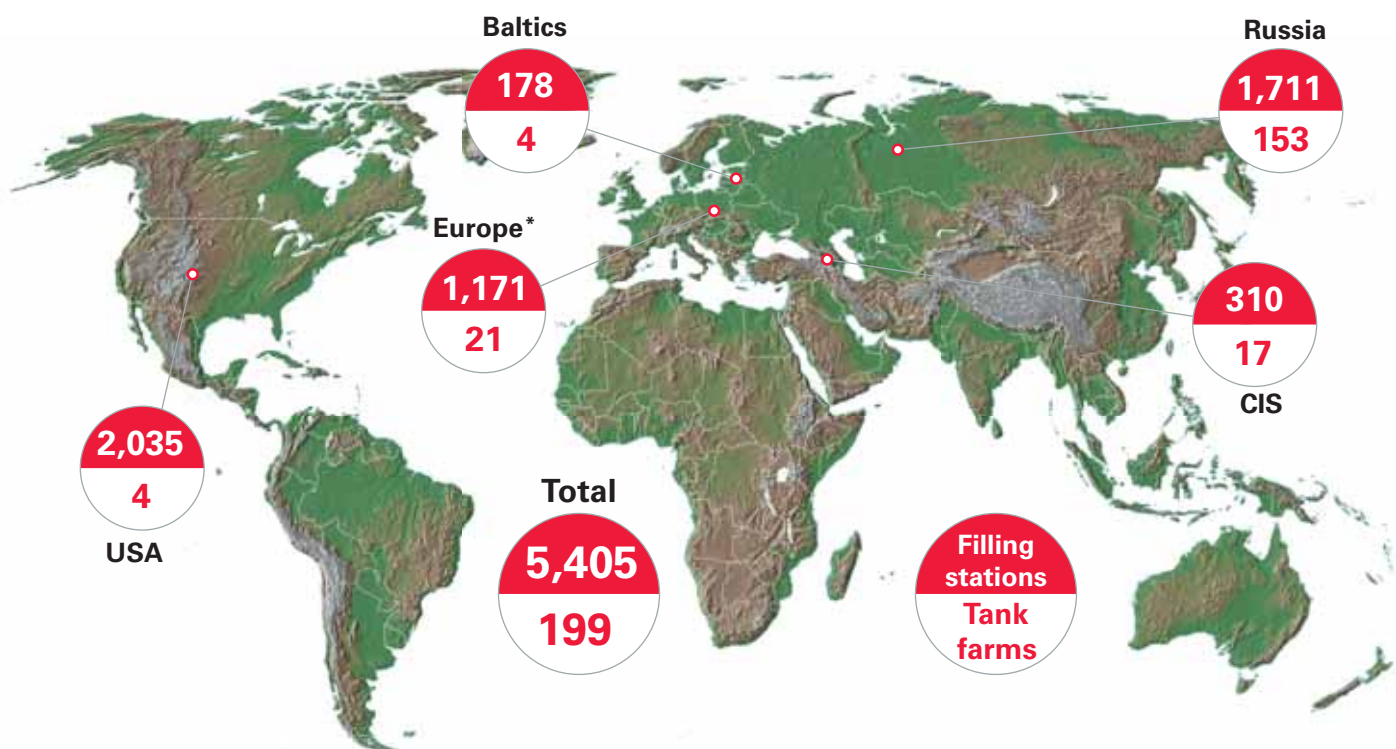 Baltics
178
4
Russia
1,711
153
Europe*
1,171
21
310
17
CIS
2,035
4
USA
Total
5,405
199
Filling
stations
Tank
farms